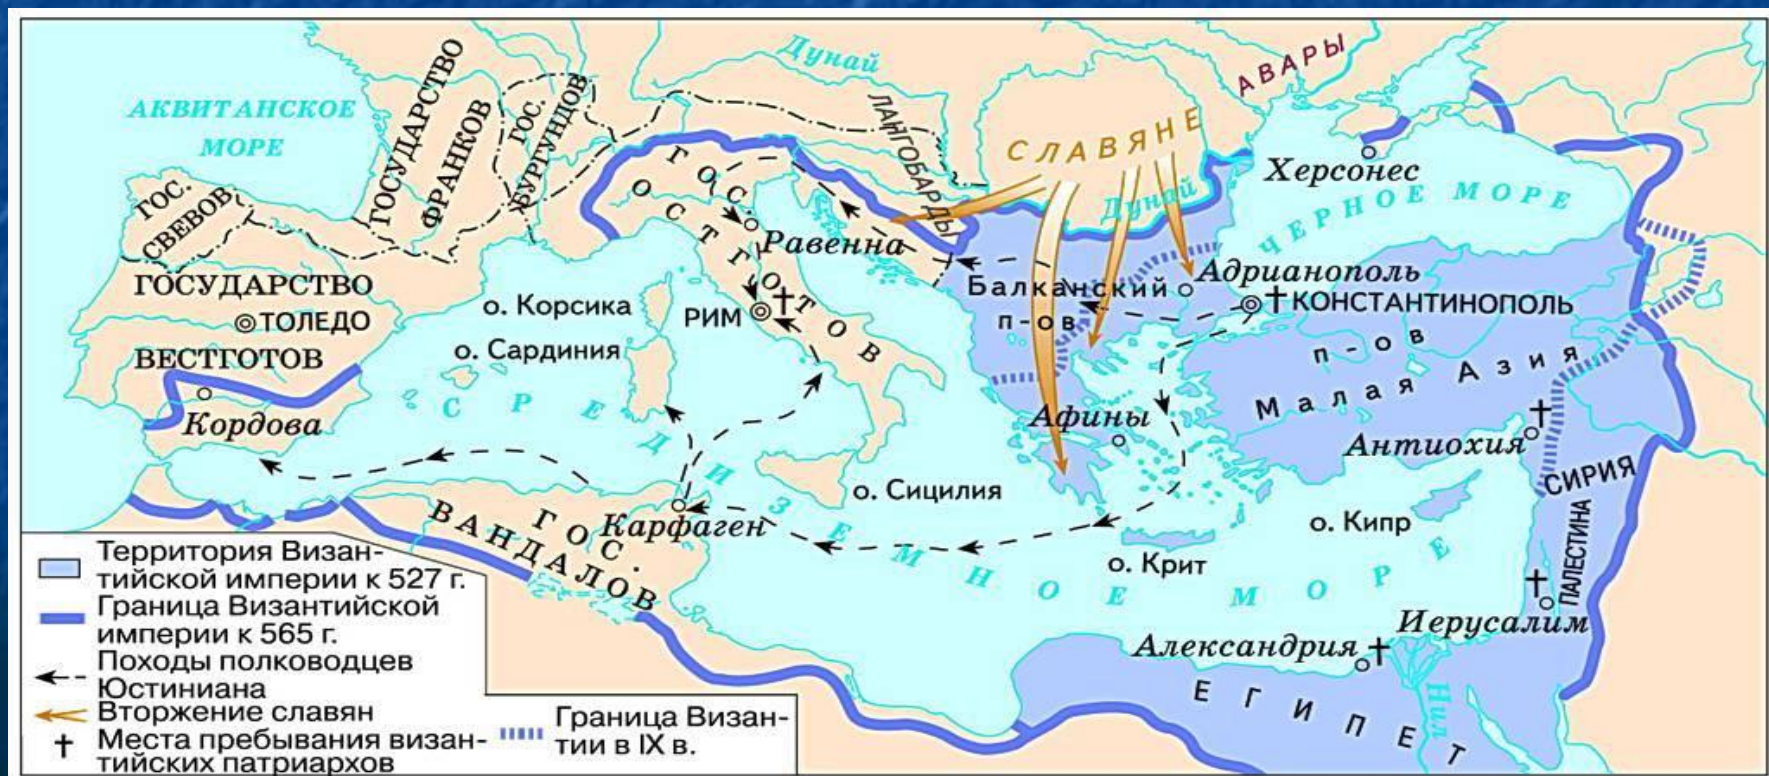 Дунай
АВАРЫ
АКВИТАНСКОЕ
МОРЕ
ГОСУДАРСТВО
ФРАНКОВ
ГОС.
БУРГУНДОВ
ЛАНГОБАРДЫ
СЛАВЯНЕ
Херсонес
ЧЕРНОЕ МОРЕ
ГОС.
СВЕВОВ
ГОС.
ОСТГОТОВ
Дунай
Равенна
Адрианополь
Балканский
п-ов
КОНСТАНТИНОПОЛЬ
ГОСУДАРСТВО
ТОЛЕДО
ВЕСТГОТОВ
о. Корсика
РИМ
о. Сардиния
п-ов
Малая Азия
Кордова
СРЕДИЗЕМНОЕ МОРЕ
Афины
Антиохия
СИРИЯ
о. Сицилия
Карфаген
ГОС.
ВАНДАЛОВ
о. Кипр
о. Крит
ПАЛЕСТИНА
Иерусалим
Александрия
ЕГИПЕТ
Нил
Территория Визан-
тийской империи к 527 г.
Граница Византийской
империи к 565 г.
Походы полководцев
Юстиниана
Вторжение славян
Места пребывания визан-
тийских патриархов
Граница Визан-
тии в IX в.